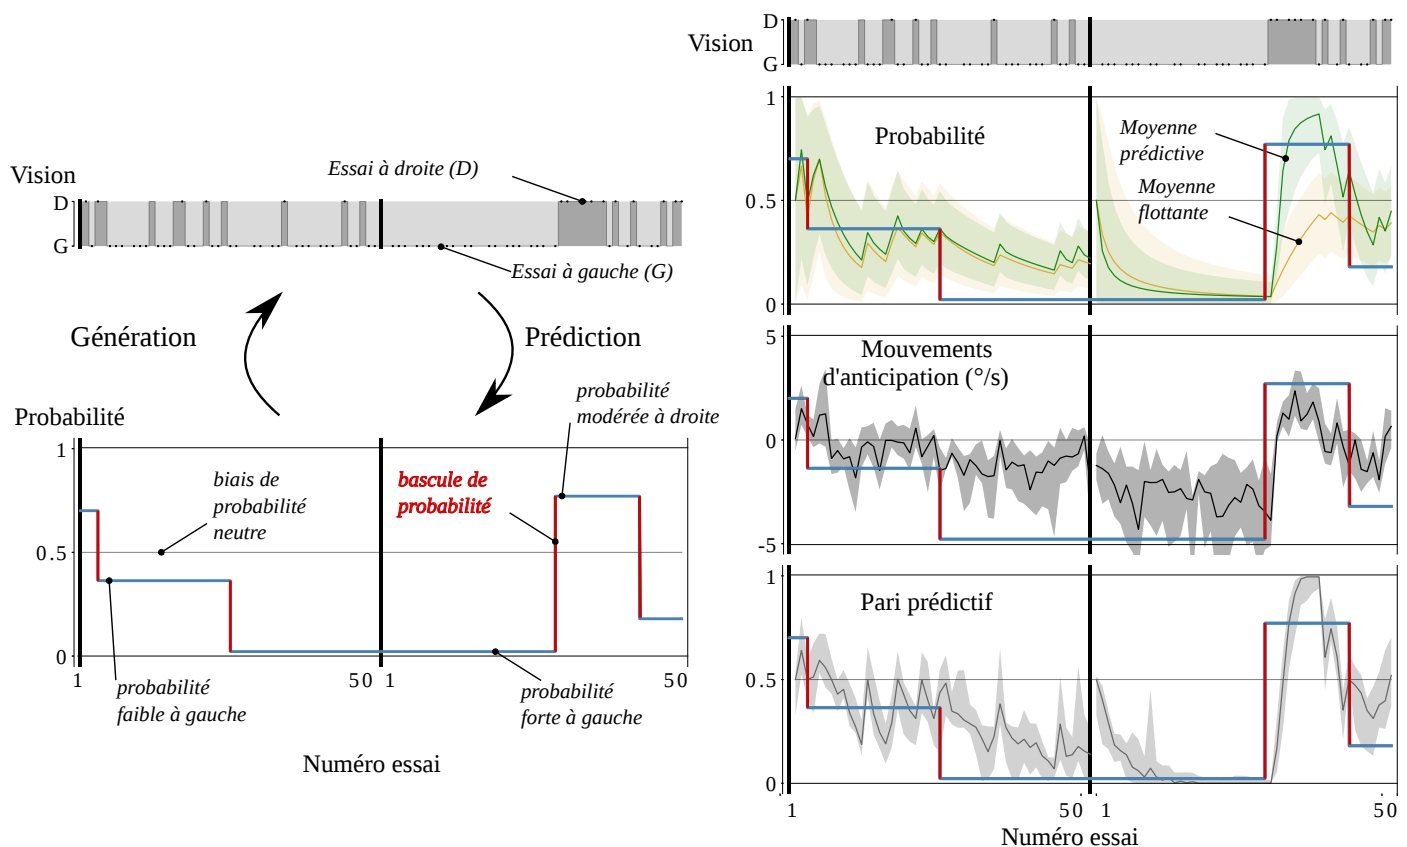 Vision
D
G
Essai à droite (D)
Essai à gauche (G)
Génération
Prédiction
Probabilité
probabilité
modérée à droite
1
0.5
0
biais de
probabilité
neutre
bascule de
probabilité
1
50
1
50
probabilité
faible à gauche
probabilité
forte à gauche
Numéro essai
Vision
D
G
1
0.5
0
Probabilité
Moyenne
prédictive
Moyenne
flottante
5
0
-5
Mouvements
d'anticipation (°/s)
1
0.5
0
Pari prédictif
1
50
1
50
Numéro essai